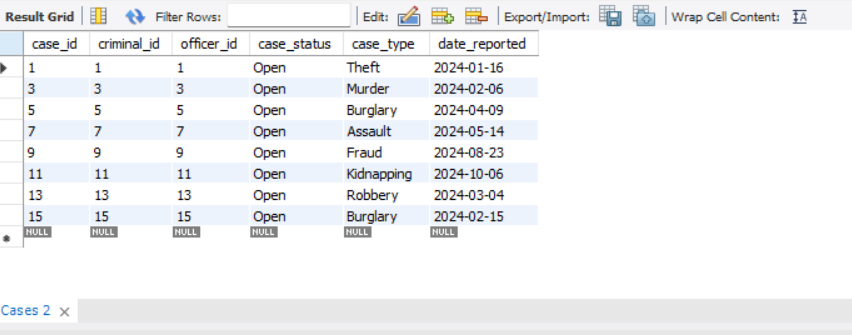 Result Grid Filter Rows: Edit: Export/Import: Wrap Cell Content: IA
case_id criminal_id officer_id case_status case_type date_reported
1 1 1 Open Theft 2024-01-16
3 3 3 Open Murder 2024-02-06
5 5 5 Open Burglary 2024-04-09
7 7 7 Open Assault 2024-05-14
9 9 9 Open Fraud 2024-08-23
11 11 11 Open Kidnapping 2024-10-06
13 13 13 Open Robbery 2024-03-04
15 15 15 Open Burglary 2024-02-15
NULL NULL NULL NULL NULL NULL
Cases 2